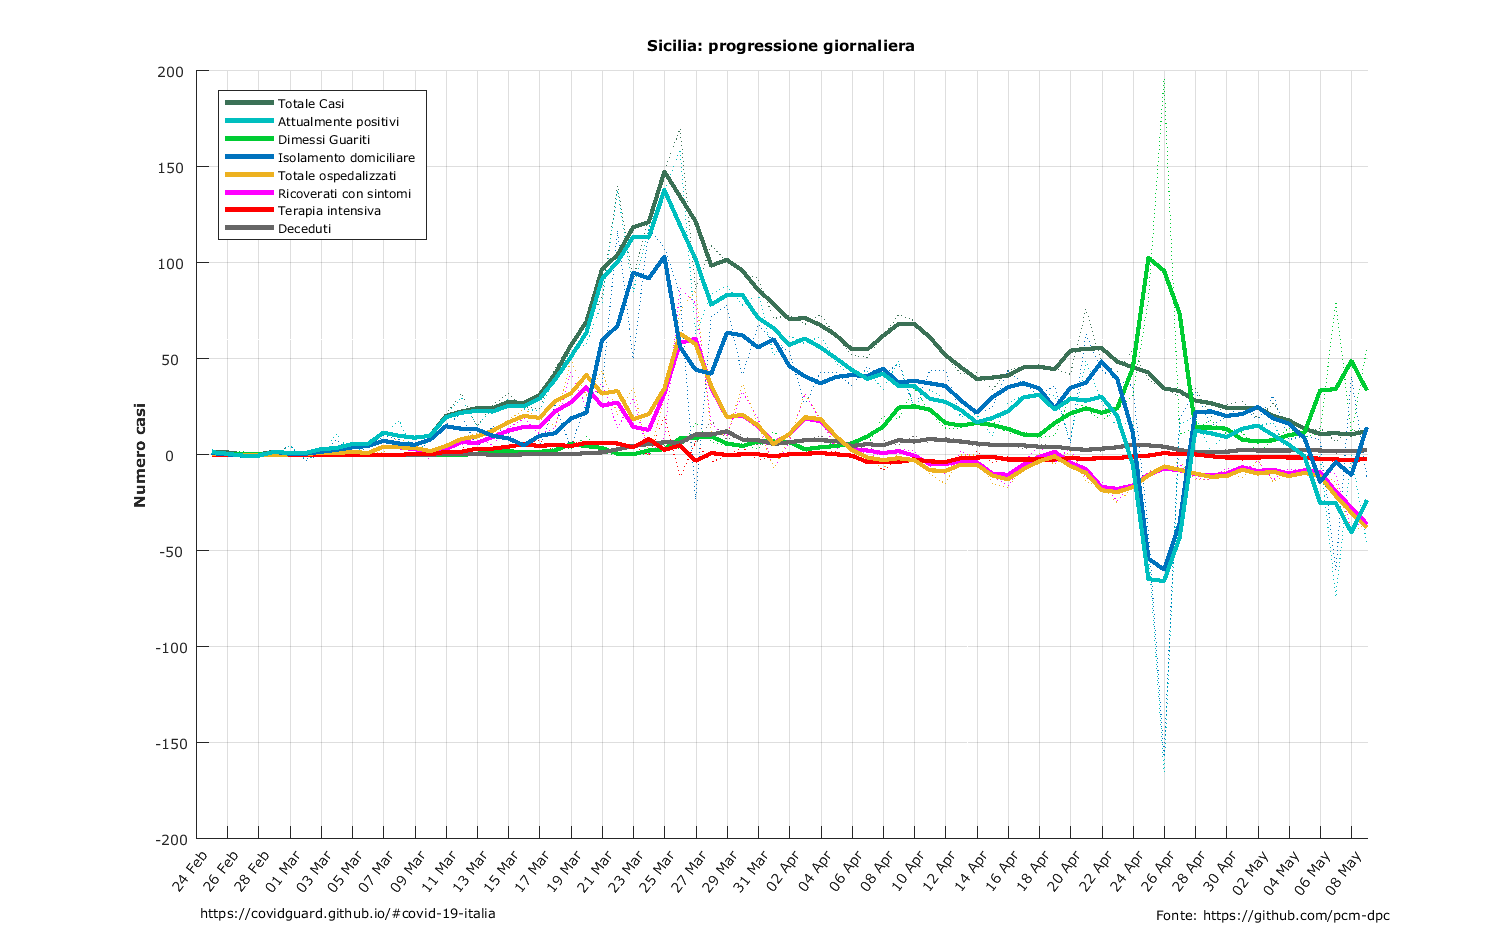 Sicilia: progressione giornaliera
200
150
100
50
0
-50
-100
-150
-200
Numero casi
Totale Casi
Attualmente positivi
Dimessi Guariti
Isolamento domiciliare
Totale ospedalizzati
Ricoverati con sintomi
Terapia intensiva
Deceduti
24 Feb
26 Feb
28 Feb
01 Mar
03 Mar
05 Mar
07 Mar
09 Mar
11 Mar
13 Mar
15 Mar
17 Mar
19 Mar
21 Mar
23 Mar
25 Mar
27 Mar
29 Mar
31 Mar
02 Apr
04 Apr
06 Apr
08 Apr
10 Apr
12 Apr
14 Apr
16 Apr
18 Apr
20 Apr
22 Apr
24 Apr
26 Apr
28 Apr
30 Apr
02 May
04 May
06 May
08 May
https://covidguard.github.io/#covid-19-italia
Fonte: https://github.com/pcm-dpc